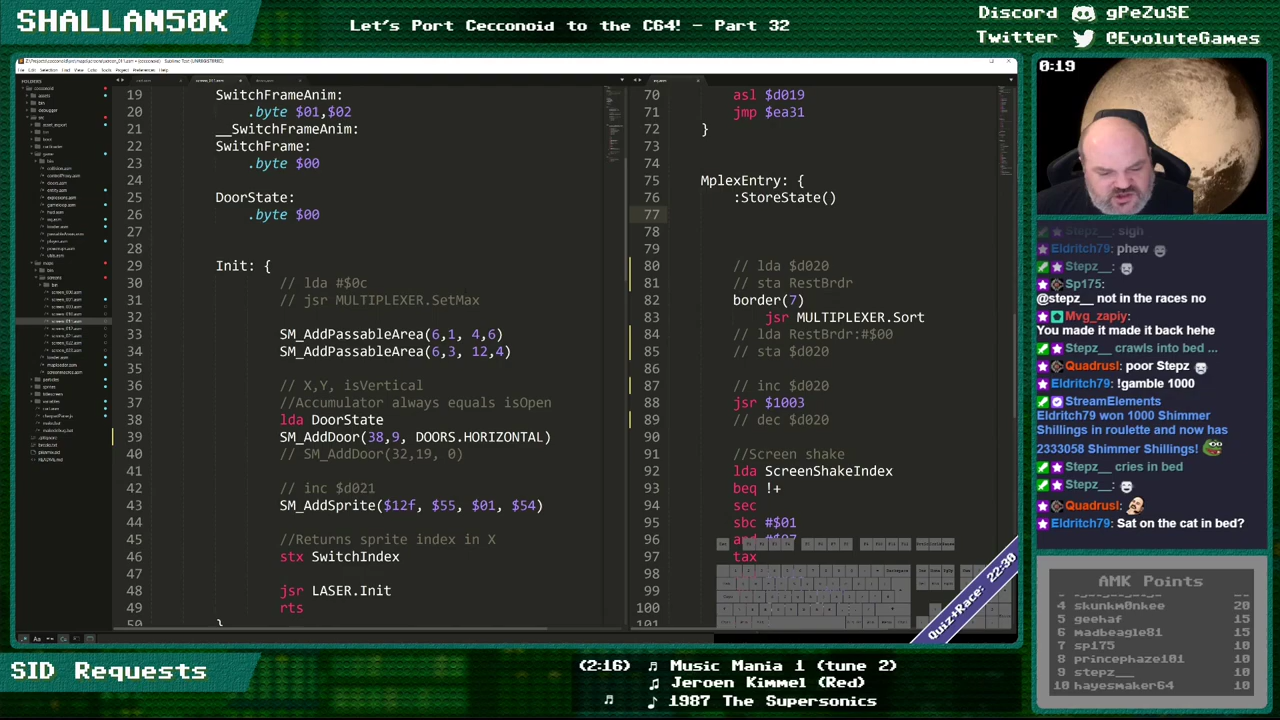 SHALLAN50K
Let's Port Cecconoid to the C64! - Part 32
Discord gPeZuSE
Twitter @EvoluteGames
0:19
FOLDERS
19 SwitchFrameAnim:
20 .byte $01,$02
21 __SwitchFrameAnim:
22 SwitchFrame:
23 .byte $00
24
25 DoorState:
26 .byte $00
27
28
29 Init: {
30 // lda #$0c
31 // jsr MULTIPLEXER.SetMax
32
33 SM_AddPassableArea(6,1, 4,6)
34 SM_AddPassableArea(6,3, 12,4)
35
36 // X,Y, isVertical
37 //Accumulator always equals isOpen
38 lda DoorState
39 SM_AddDoor(38,9, DOORS.HORIZONTAL)
40 // SM_AddDoor(32,19, 0)
41
42 // inc $d021
43 SM_AddSprite($12f, $55, $01, $54)
44
45 //Returns sprite index in X
46 stx SwitchIndex
47
48 jsr LASER.Init
49 rts
50 }
70 asl $d019
71 jmp $ea31
72 }
73
74
75 MplexEntry: {
76 :StoreState()
77
78
79
80 // lda $d020
81 // sta RestBrdr
82 border(7)
83 jsr MULTIPLEXER.Sort
84 // lda RestBrdr:#$00
85 // sta $d020
86
87 // inc $d020
88 jsr $1003
89 // dec $d020
90
91 //Screen shake
92 lda ScreenShakeIndex
93 beq !+
94 sec
95 sbc #$01
96 and #$07
97 tax
98
99
100
101
Quiz+Race: 22:30
Stepz__: sigh
Eldritch79: phew
Stepz__:
Sp175:
@stepz__ not in the races no
Mvg_zapiy:
You made it made it back hehe
Stepz__ crawls into bed ...
Quadrusl: poor Stepz
Eldritch79: !gamble 1000
StreamElements:
Eldritch79 won 1000 Shimmer
Shillings in roulette and now has
2333058 Shimmer Shillings!
Stepz__ cries in bed
Stepz__:
Quadrusl:
Eldritch79: Sat on the cat in bed?
AMK Points
4 skunkm0nkee 20
5 geehaf 15
6 madbeagle81 15
7 sp175 10
8 princephaze101 10
9 stepz__ 10
10 hayesmaker64 10
SID Requests
(2:16) Music Mania 1 (tune 2)
Jeroen Kimmel (Red)
1987 The Supersonics